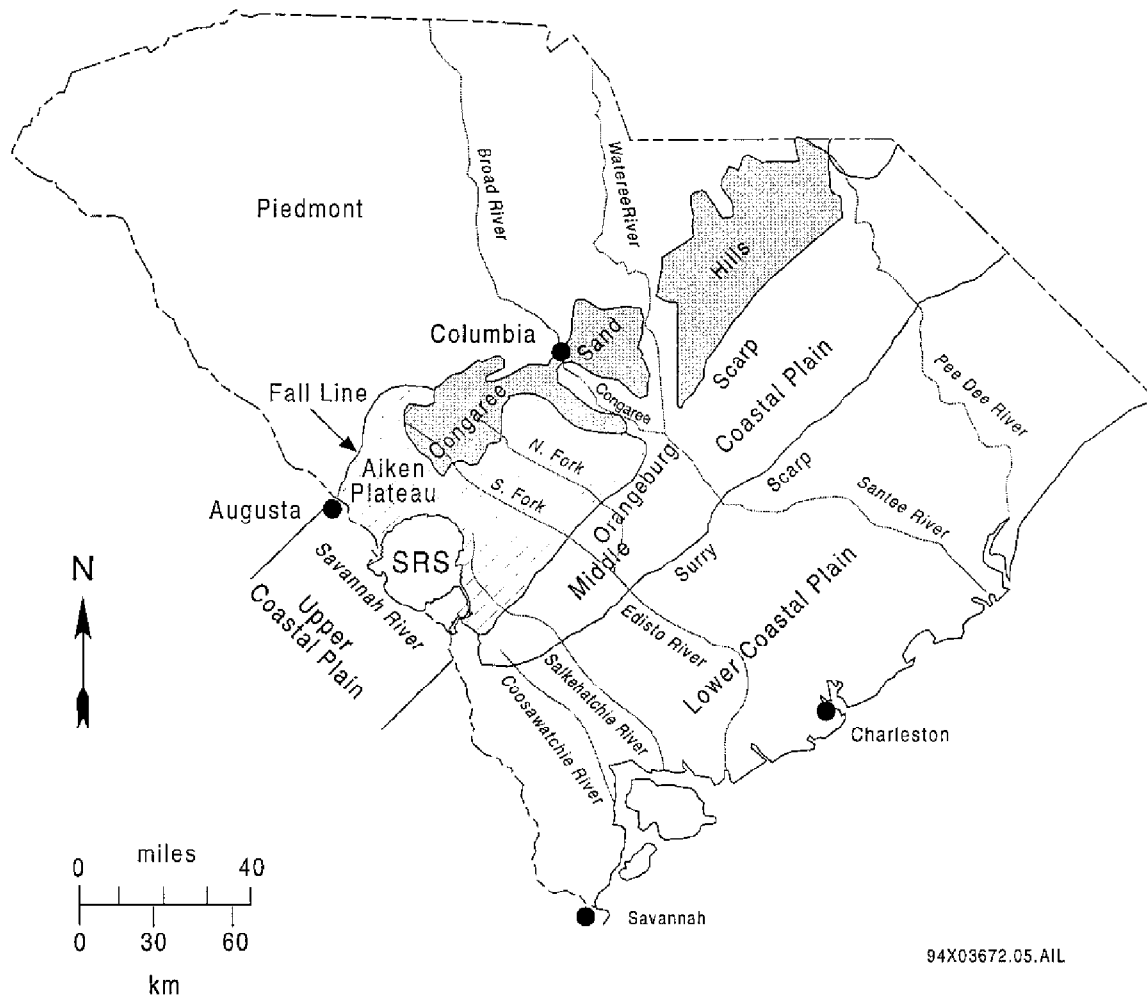 Piedmont
Broad River
WatereeRiver
Hills
Columbia
Sand
Scarp
Coastal Plain
Pee Dee River
Fall Line
Congaree
Congaree
Aiken
Plateau
N. Fork
S. Fork
Orangeburg
Scarp
Santee River
Augusta
SRS
Middle
Surry
N
Savannah River
Upper
Coastal Plain
Edisto River
Lower Coastal Plain
Salkehatchie River
Coosawatchie River
Charleston
0 miles 40
0 30 60
km
Savannah
94X03672.05.AIL